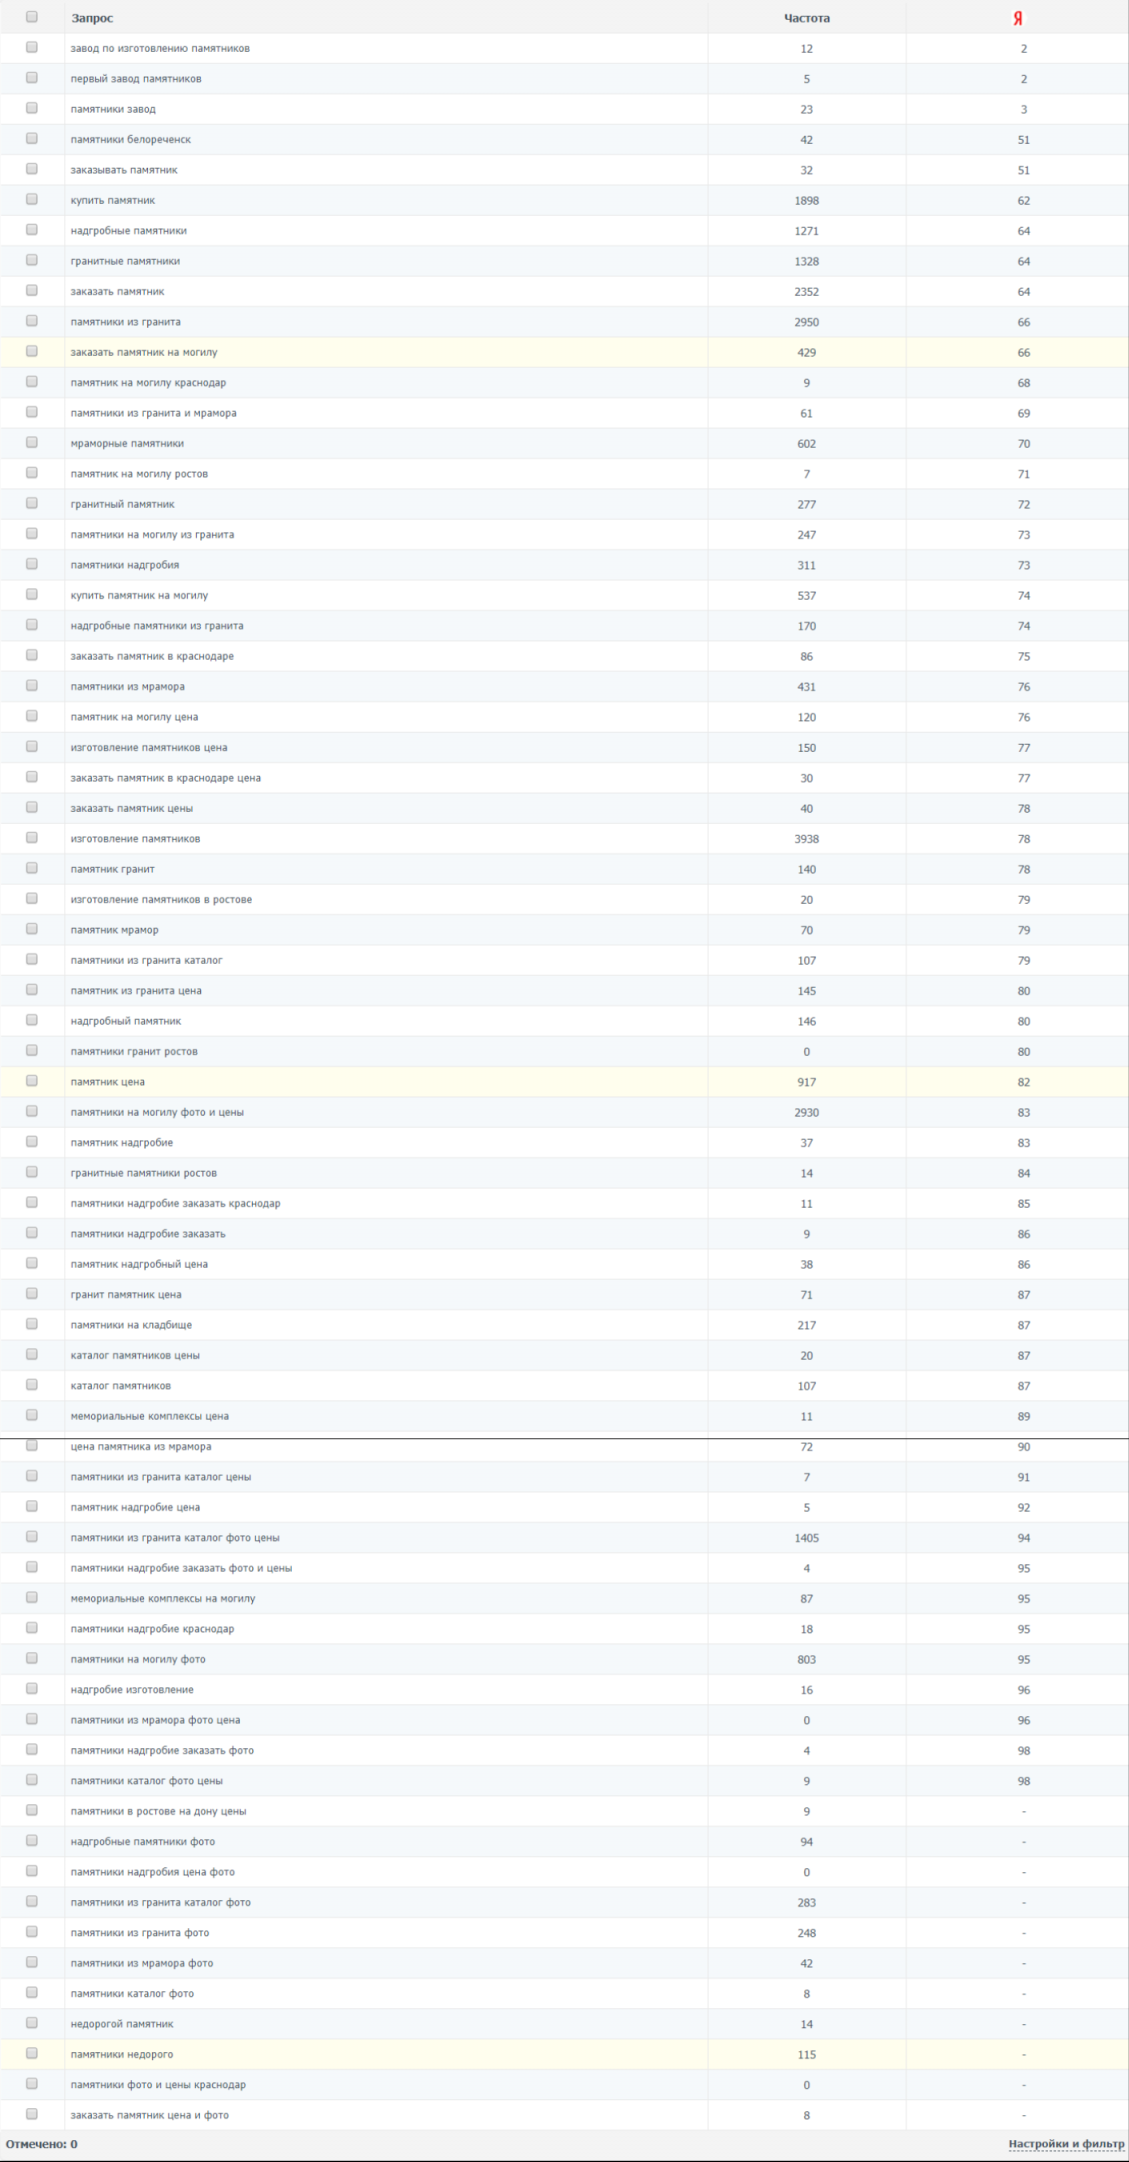 Запрос Частота Я
завод по изготовлению памятников 12 2
первый завод памятников 5 2
памятники завод 23 3
памятники белореченск 42 51
заказывать памятник 32 51
купить памятник 1898 62
надгробные памятники 1271 64
гранитные памятники 1328 64
заказать памятник 2352 64
памятники из гранита 2950 66
заказать памятник на могилу 429 66
памятник на могилу краснодар 9 68
памятники из гранита и мрамора 61 69
мраморные памятники 602 70
памятник на могилу ростов 7 71
гранитный памятник 277 72
памятники на могилу из гранита 247 73
памятники надгробия 311 73
купить памятник на могилу 537 74
надгробные памятники из гранита 170 74
заказать памятник в краснодаре 86 75
памятники из мрамора 431 76
памятник на могилу цена 120 76
изготовление памятников цена 150 77
заказать памятник в краснодаре цена 30 77
заказать памятник цены 40 78
изготовление памятников 3938 78
памятник гранит 140 78
изготовление памятников в ростове 20 79
памятник мрамор 70 79
памятники из гранита каталог 107 79
памятник из гранита цена 145 80
надгробный памятник 146 80
памятники гранит ростов 0 80
памятник цена 917 82
памятники на могилу фото и цены 2930 83
памятник надгробие 37 83
гранитные памятники ростов 14 84
памятники надгробие заказать краснодар 11 85
памятники надгробие заказать 9 86
памятник надгробный цена 38 86
гранит памятник цена 71 87
памятники на кладбище 217 87
каталог памятников цены 20 87
каталог памятников 107 87
мемориальные комплексы цена 11 89
цена памятника из мрамора 72 90
памятники из гранита каталог цены 7 91
памятник надгробие цена 5 92
памятники из гранита каталог фото цены 1405 94
памятники надгробие заказать фото и цены 4 95
мемориальные комплексы на могилу 87 95
памятники надгробие краснодар 18 95
памятники на могилу фото 803 95
надгробие изготовление 16 96
памятники из мрамора фото цена 0 96
памятники надгробие заказать фото 4 98
памятники каталог фото цены 9 98
памятники в ростове на дону цены 9 -
надгробные памятники фото 94 -
памятники надгробия цена фото 0 -
памятники из гранита каталог фото 283 -
памятники из гранита фото 248 -
памятники из мрамора фото 42 -
памятники каталог фото 8 -
недорогой памятник 14 -
памятники недорого 115 -
памятники фото и цены краснодар 0 -
заказать памятник цена и фото 8 -
Отмечено: 0 Настройки и фильтр